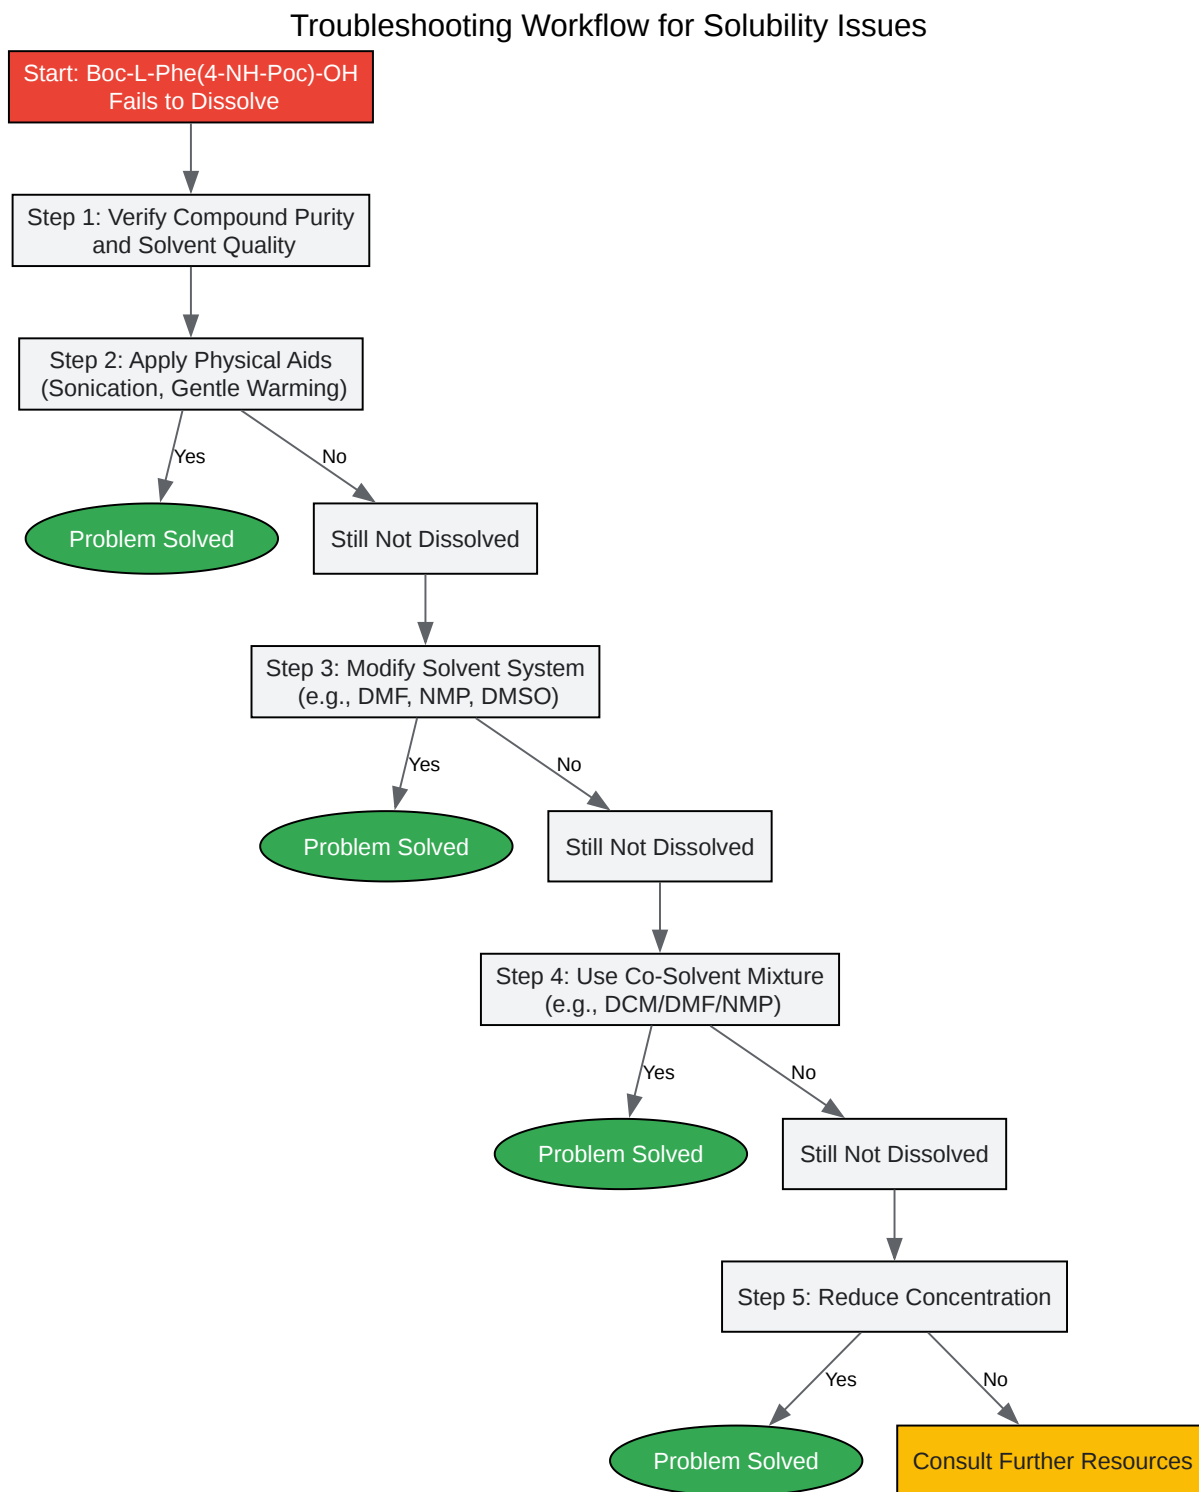 Troubleshooting Workflow for Solubility Issues
Start: Boc-L-Phe(4-NH-Poc)-OH
Fails to Dissolve
Step 1: Verify Compound Purity
and Solvent Quality
Step 2: Apply Physical Aids
(Sonication, Gentle Warming)
Yes
No
Problem Solved
Still Not Dissolved
Step 3: Modify Solvent System
(e.g., DMF, NMP, DMSO)
Yes
No
Problem Solved
Still Not Dissolved
Step 4: Use Co-Solvent Mixture
(e.g., DCM/DMF/NMP)
Yes
No
Problem Solved
Still Not Dissolved
Step 5: Reduce Concentration
Yes
No
Problem Solved
Consult Further Resources